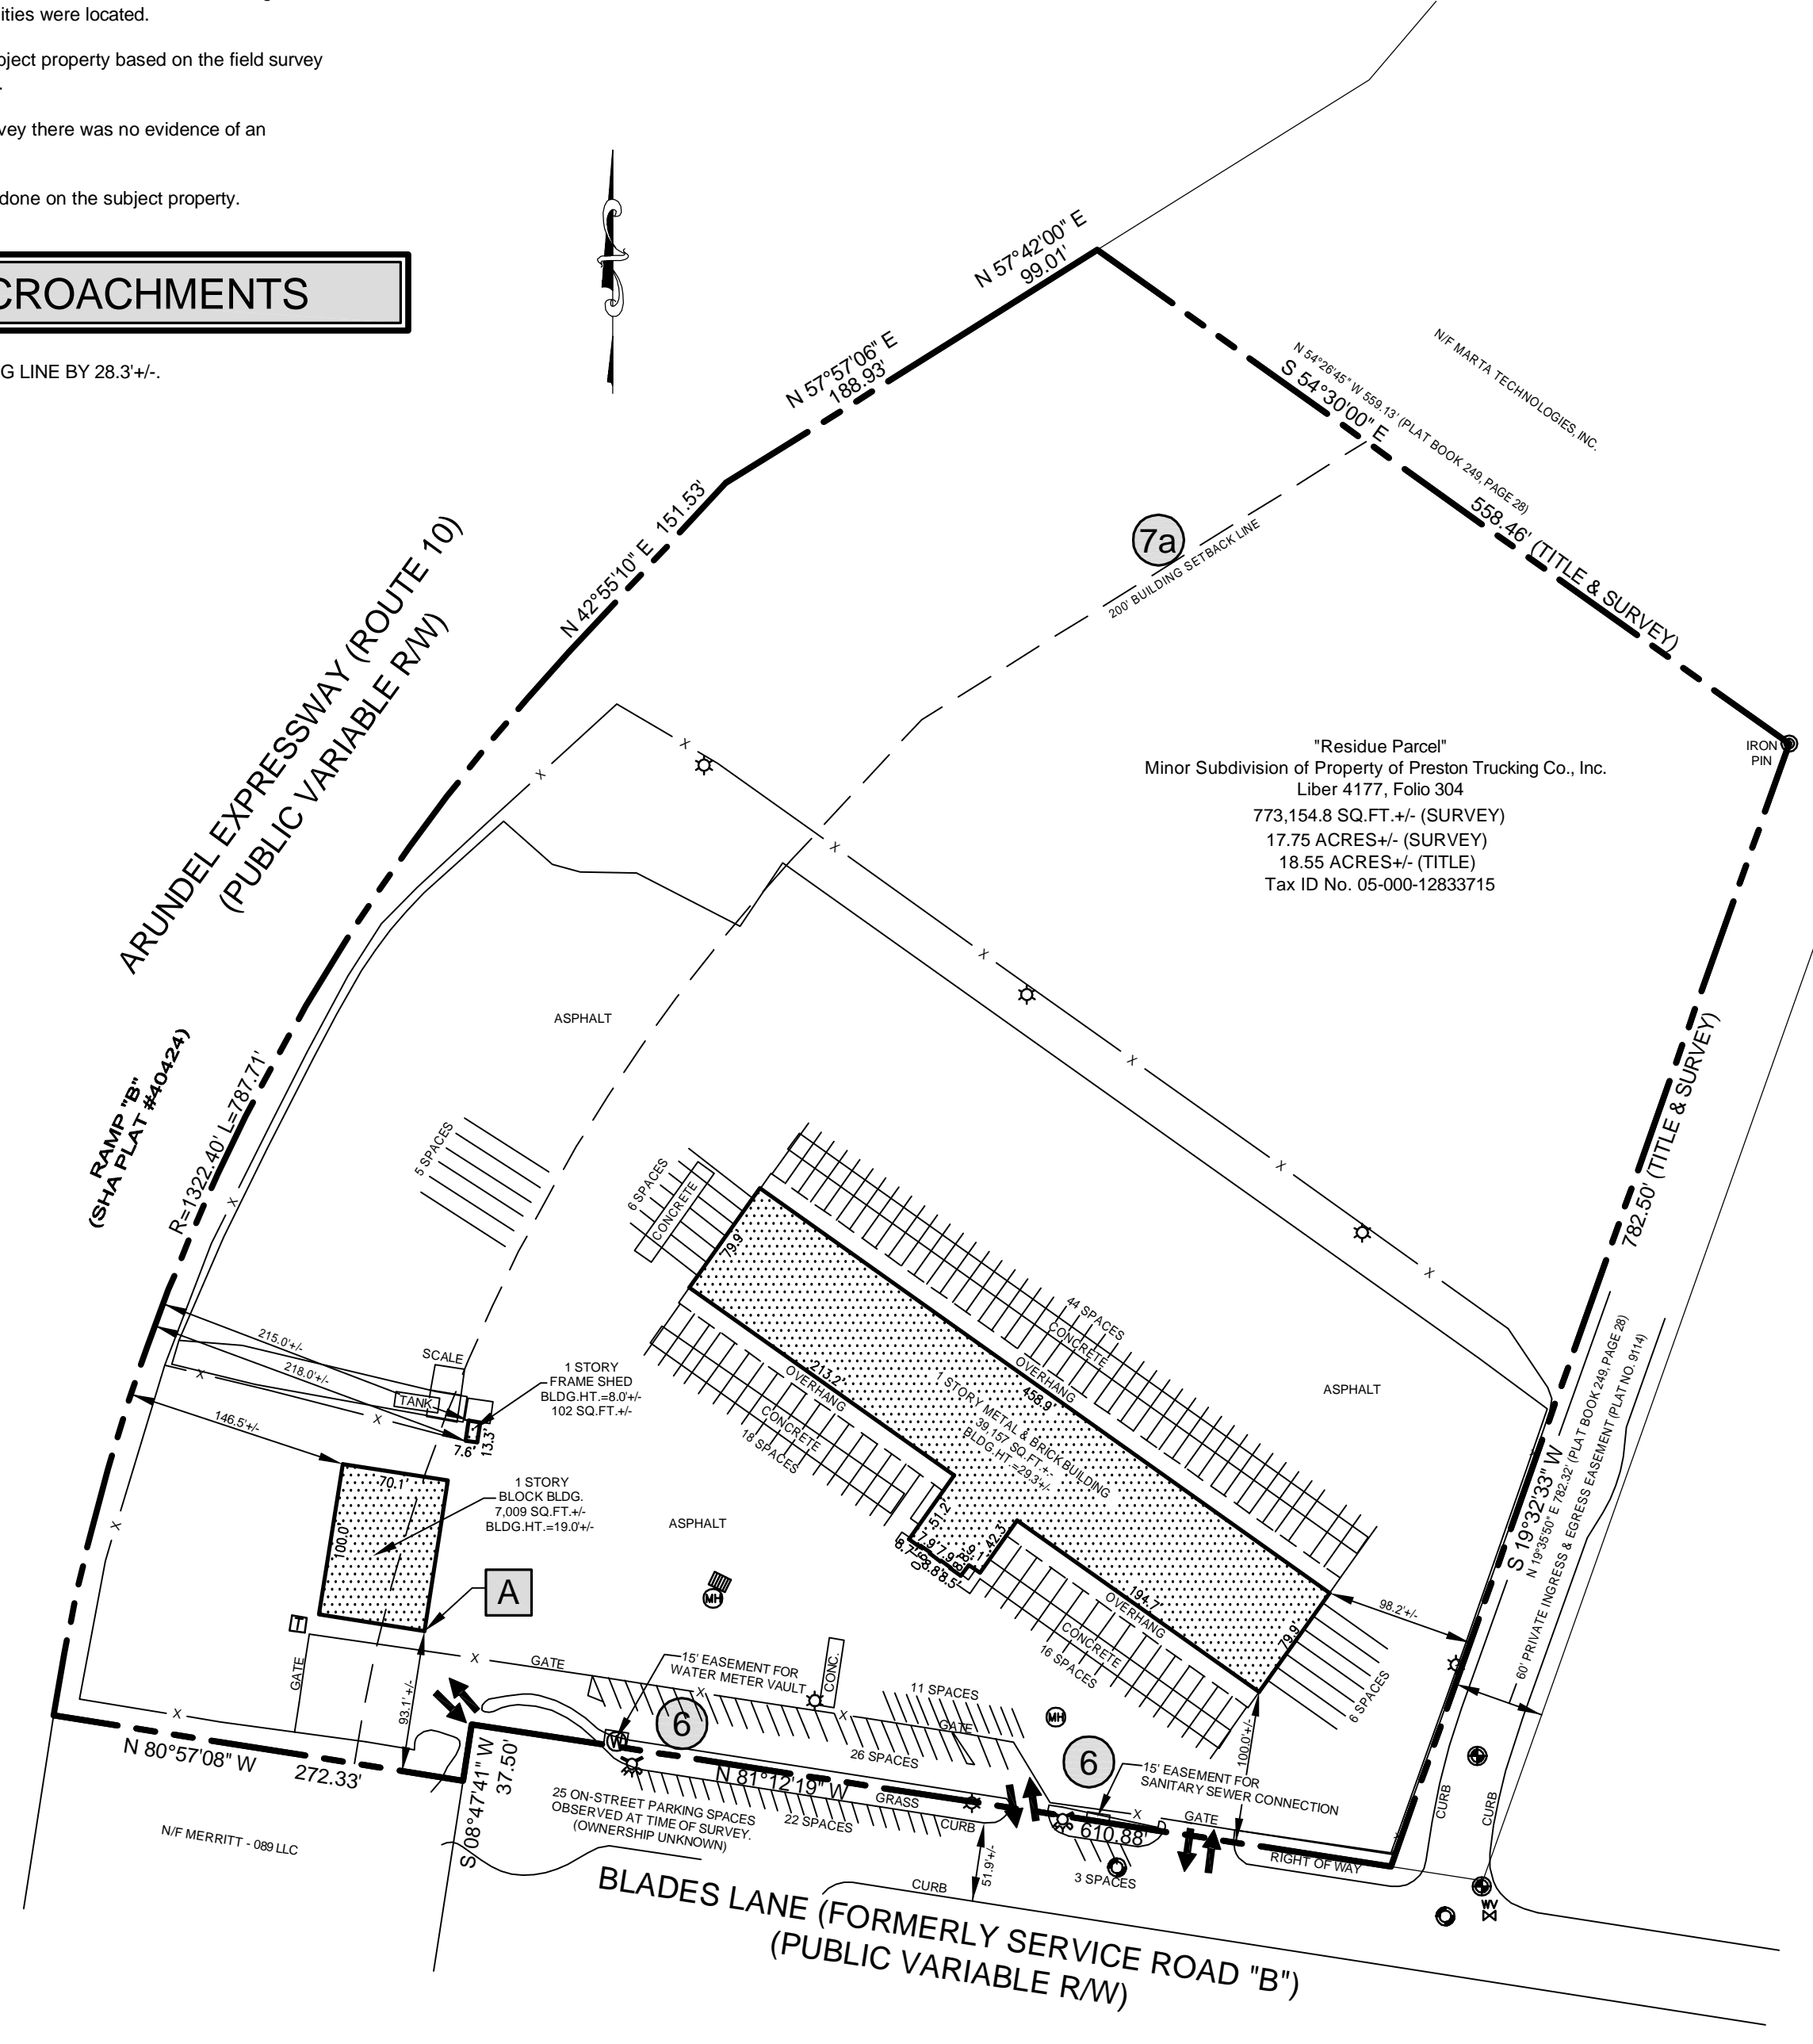 ities were located.
oject property based on the field survey
vey there was no evidence of an
done on the subject property.
CROACHMENTS
G LINE BY 28.3'+/-.
N 57°42'00" E
99.01'
N 57°57'06" E
188.93'
N 42°55'10" E 151.53'
N/F MARTA TECHNOLOGIES, INC.
N 54°26'45" W 559.13' (PLAT BOOK 249, PAGE 28)
S 54°30'00" E
558.46' (TITLE & SURVEY)
7a
200' BUILDING SETBACK LINE
ARUNDEL EXPRESSWAY (ROUTE 10)
(PUBLIC VARIABLE R/W)
"Residue Parcel"
Minor Subdivision of Property of Preston Trucking Co., Inc.
Liber 4177, Folio 304
773,154.8 SQ.FT.+/- (SURVEY)
17.75 ACRES+/- (SURVEY)
18.55 ACRES+/- (TITLE)
Tax ID No. 05-000-12833715
IRON
PIN
ASPHALT
RAMP "B"
(SHA PLAT #40424)
R=1322.40' L=787.71'
5 SPACES
6 SPACES
CONCRETE
79.9'
782.50' (TITLE & SURVEY)
44 SPACES
CONCRETE
OVERHANG
458.9'
1 STORY METAL & BRICK BUILDING
39,157 SQ.FT.+-
BLDG.HT.=29.3'+/-
213.2'
OVERHANG
CONCRETE
18 SPACES
ASPHALT
215.0'+/-
218.0'+/-
SCALE
TANK
1 STORY
FRAME SHED
BLDG.HT.=8.0'+/-
102 SQ.FT.+/-
7.6'
13.3'
146.5'+/-
70.1'
100.0'
1 STORY
BLOCK BLDG.
7,009 SQ.FT.+/-
BLDG.HT.=19.0'+/-
ASPHALT
A
MH
T
51.2'
7.9'
7.9'
42.3'
194.7'
OVERHANG
CONCRETE
16 SPACES
79.9'
98.2'+/-
6 SPACES
S 19°32'33" W
N 19°35'50" E 782.32' (PLAT BOOK 249, PAGE 28)
60' PRIVATE INGRESS & EGRESS EASEMENT (PLAT NO. 9114)
GATE
GATE
93.1'+/-
15' EASEMENT FOR
WATER METER VAULT
CONC.
6
W
11 SPACES
GATE
26 SPACES
MH
6
100.0'+/-
15' EASEMENT FOR
SANITARY SEWER CONNECTION
GATE
N 80°57'08" W 272.33'
S 08°47'41" W
37.50'
N 81°12'19" W
610.88'
GRASS
CURB
22 SPACES
25 ON-STREET PARKING SPACES
OBSERVED AT TIME OF SURVEY.
(OWNERSHIP UNKNOWN)
51.9'+/-
3 SPACES
RIGHT OF WAY
CURB
CURB
CURB
WV
N/F MERRITT - 089 LLC
BLADES LANE (FORMERLY SERVICE ROAD "B")
(PUBLIC VARIABLE R/W)